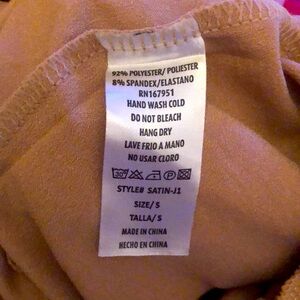 92% POLYESTER/ POLIESTER
8% SPANDEX/ELASTANO
RN167951
HAND WASH COLD
DO NOT BLEACH
HANG DRY
LAVE FRIO A MANO
NO USAR CLORO
30°
STYLE# SATIN-J1
SIZE/ S
TALLA/ S
MADE IN CHINA
HECHO EN CHINA